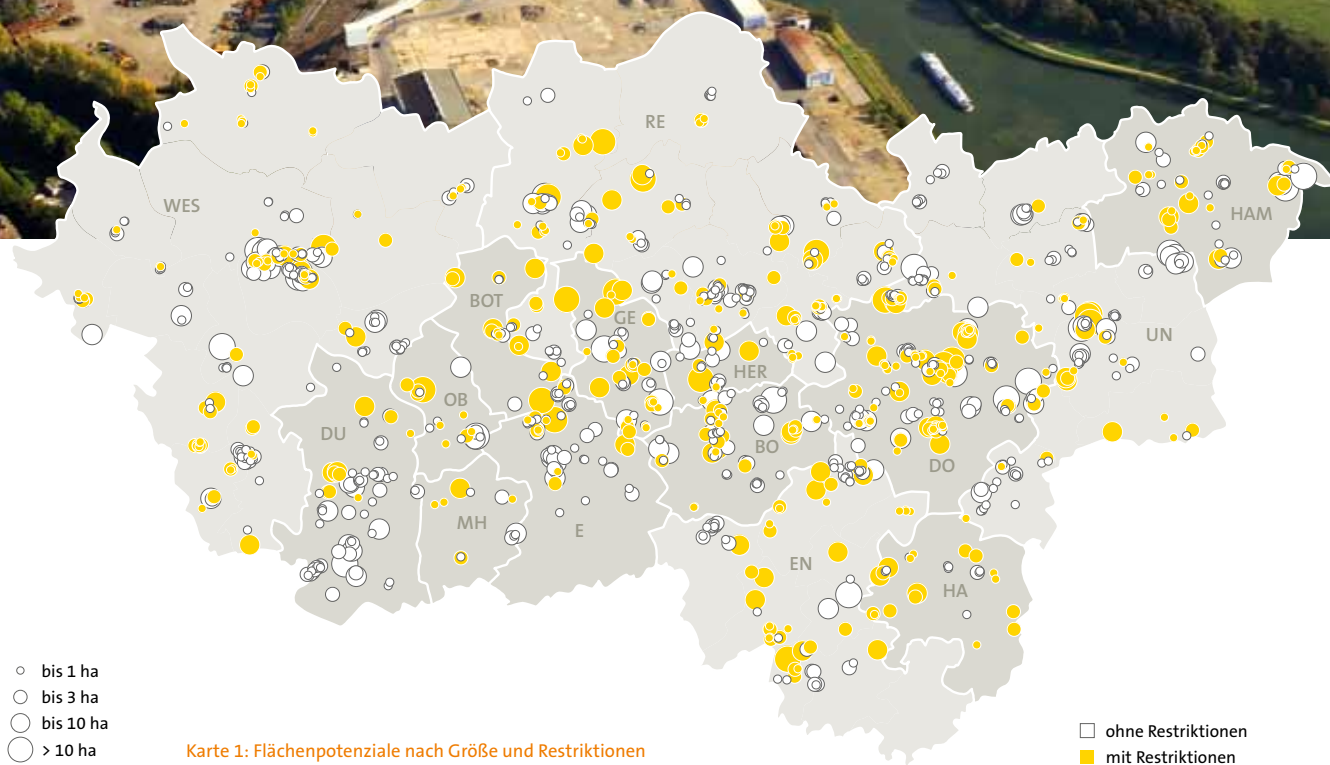 RE
WES
HAM
BOT
GE
UN
HER
OB
DU
BO
DO
MH
E
EN
HA
bis 1 ha
bis 3 ha
bis 10 ha
> 10 ha
Karte 1: Flächenpotenziale nach Größe und Restriktionen
ohne Restriktionen
mit Restriktionen